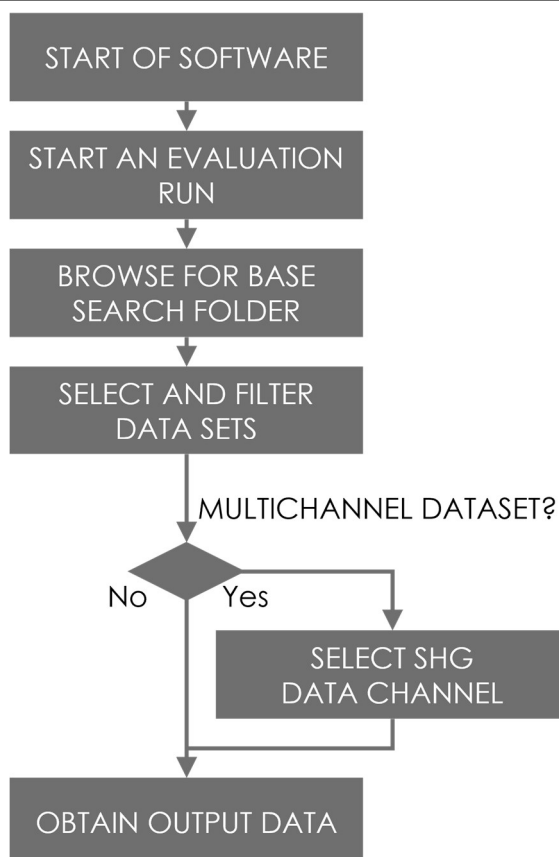 START OF SOFTWARE
START AN EVALUATION
RUN
BROWSE FOR BASE
SEARCH FOLDER
SELECT AND FILTER
DATA SETS
MULTICHANNEL DATASET?
No
Yes
SELECT SHG
DATA CHANNEL
OBTAIN OUTPUT DATA